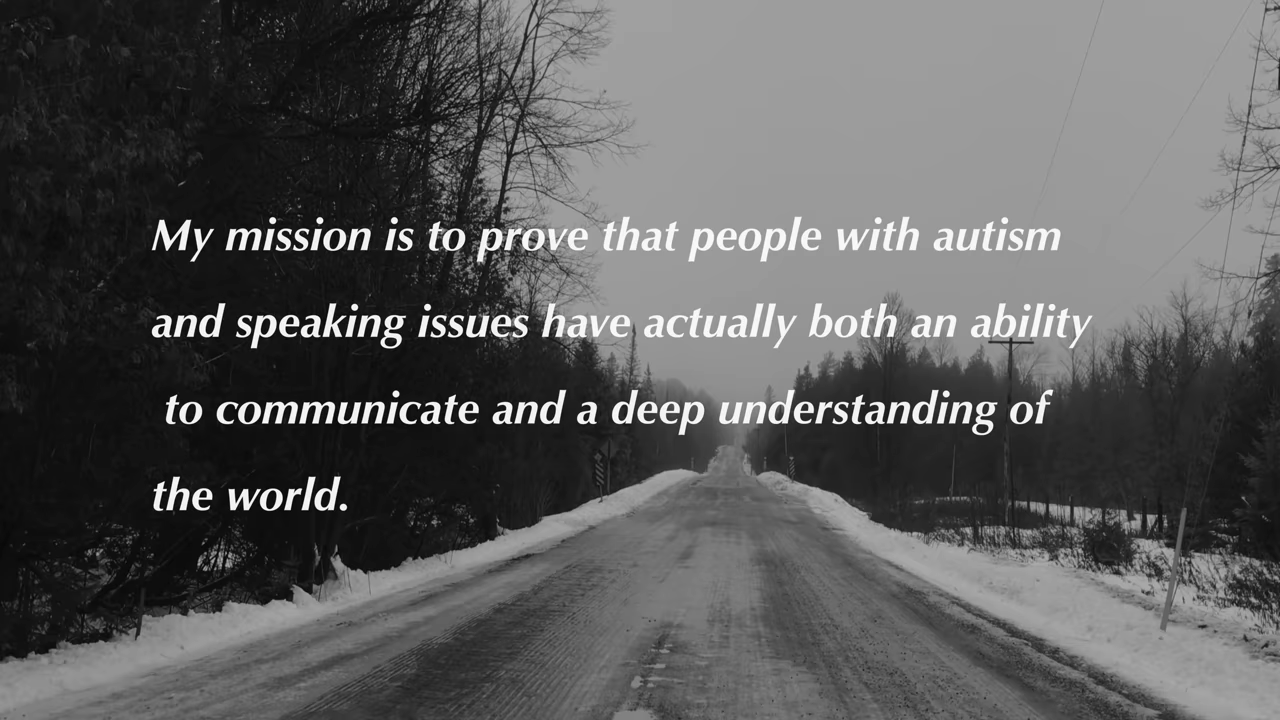 My mission is to prove that people with autism
and speaking issues have actually both an ability
to communicate and a deep understanding of
the world.